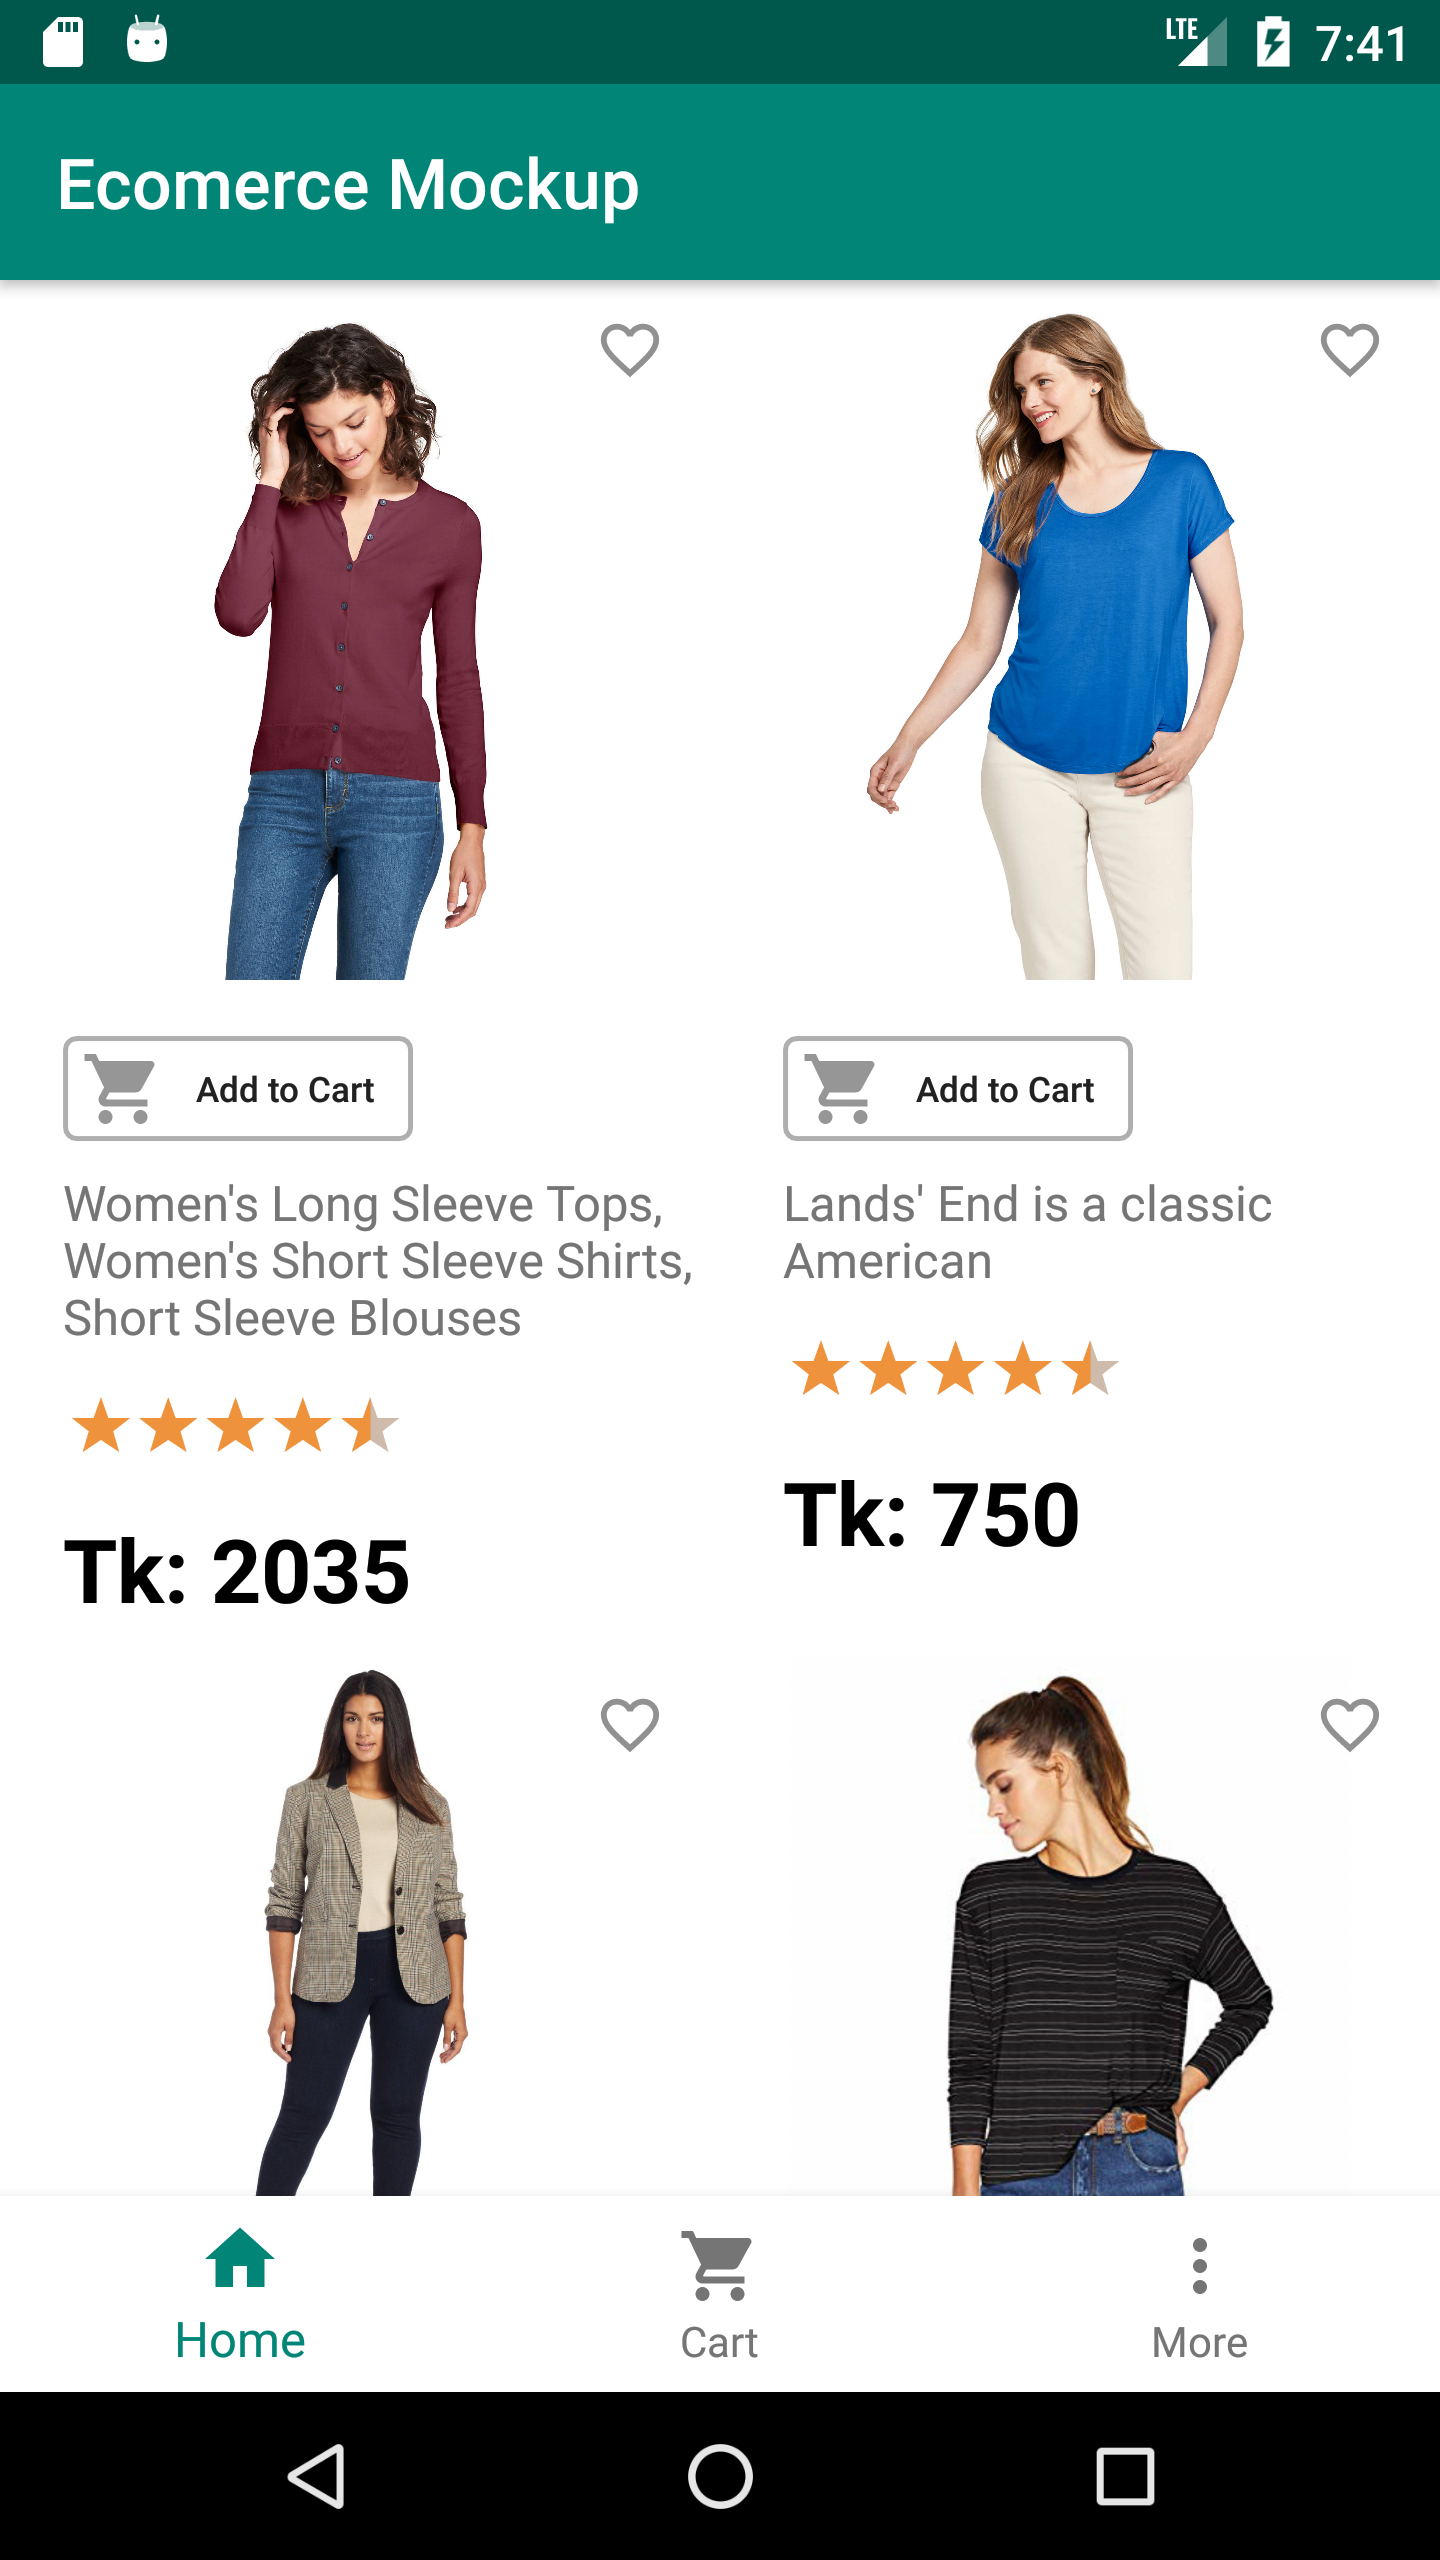 LTE 7:41
Ecomerce Mockup
Add to Cart
Women's Long Sleeve Tops,
Women's Short Sleeve Shirts,
Short Sleeve Blouses
Tk: 2035
Add to Cart
Lands' End is a classic
American
Tk: 750
Home
Cart
More